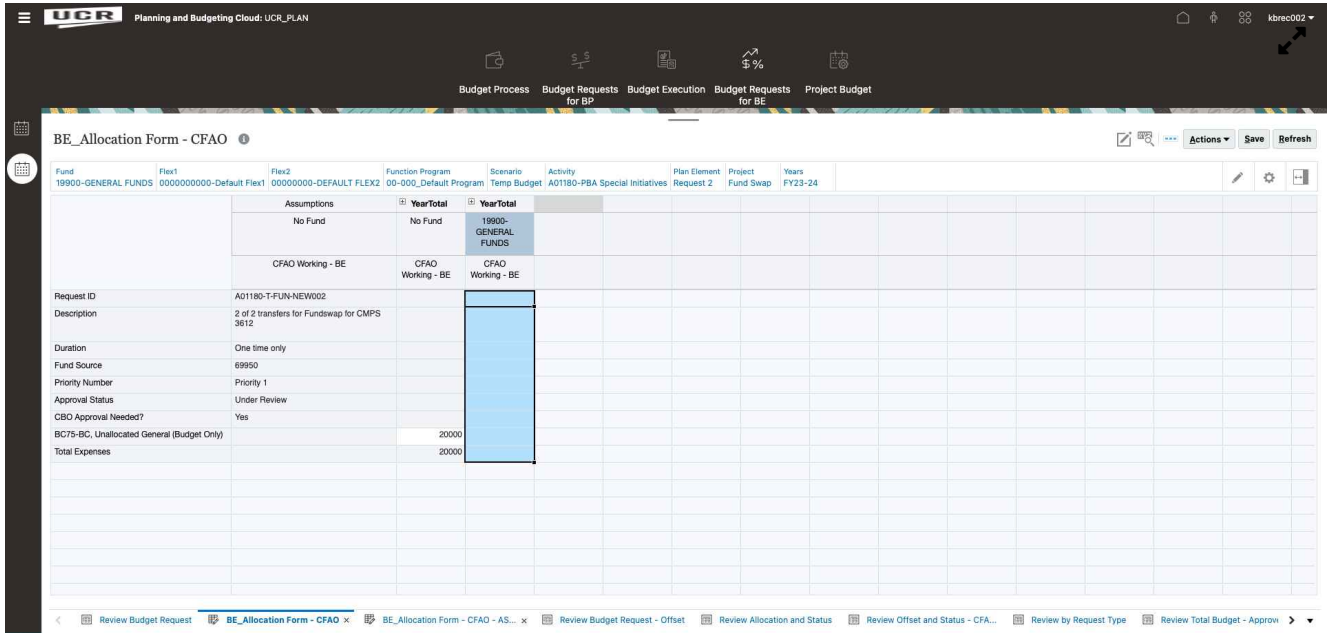 UCR Planning and Budgeting Cloud: UCR_PLAN
kbrec002
Budget Process Budget Requests for BP Budget Execution Budget Requests for BE Project Budget
BE_Allocation Form - CFAO
Actions Save Refresh
Fund Flex1 Flex2 Function Program Scenario Activity Plan Element Project Years
19900-GENERAL FUNDS 0000000000-Default Flex1 00000000-DEFAULT FLEX2 00-000_Default Program Temp Budget A01180-PBA Special Initiatives Request 2 Fund Swap FY23-24
Assumptions YearTotal YearTotal
No Fund No Fund 19900-
GENERAL
FUNDS
CFAO Working - BE CFAO CFAO
Working - BE Working - BE
Request ID A01180-T-FUN-NEW002
Description 2 of 2 transfers for Fundswap for CMPS
3612
Duration One time only
Fund Source 69950
Priority Number Priority 1
Approval Status Under Review
CBO Approval Needed? Yes
BC75-BC, Unallocated General (Budget Only) 20000
Total Expenses 20000
Review Budget Request BE_Allocation Form - CFAO × BE_Allocation Form - CFAO - AS... × Review Budget Request - Offset Review Allocation and Status Review Offset and Status - CFA... Review by Request Type Review Total Budget - Approv